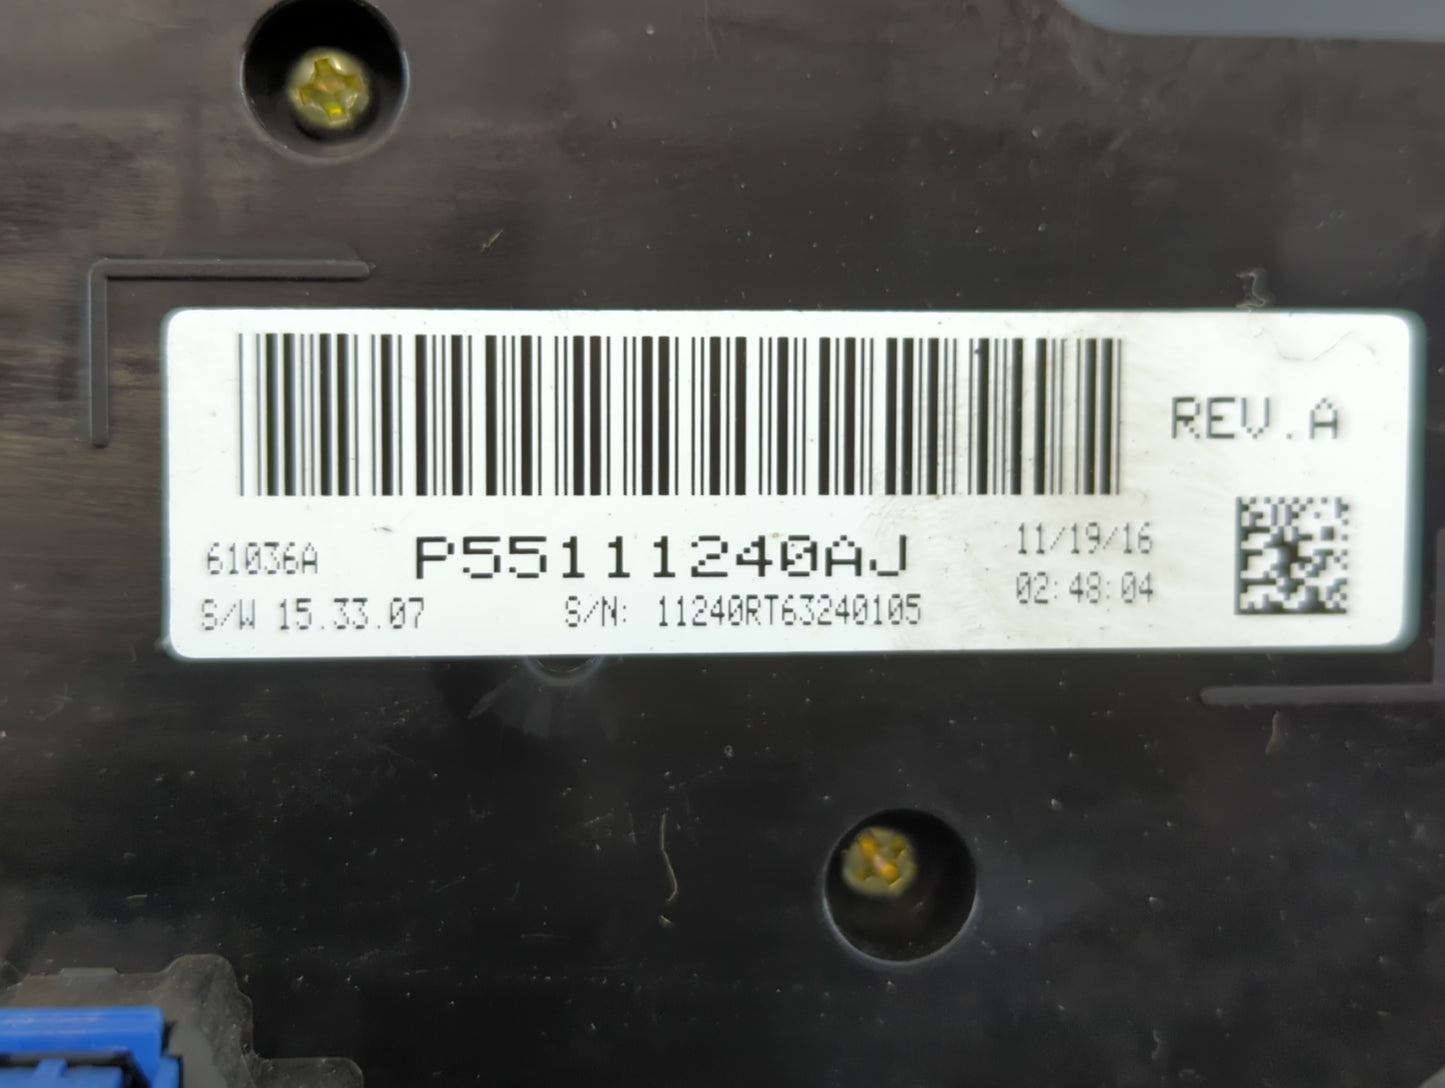 REV.A
61036A P55111240AJ 11/19/16
S/W 15.33.07 S/N: 11240RT63240105 02:48:04